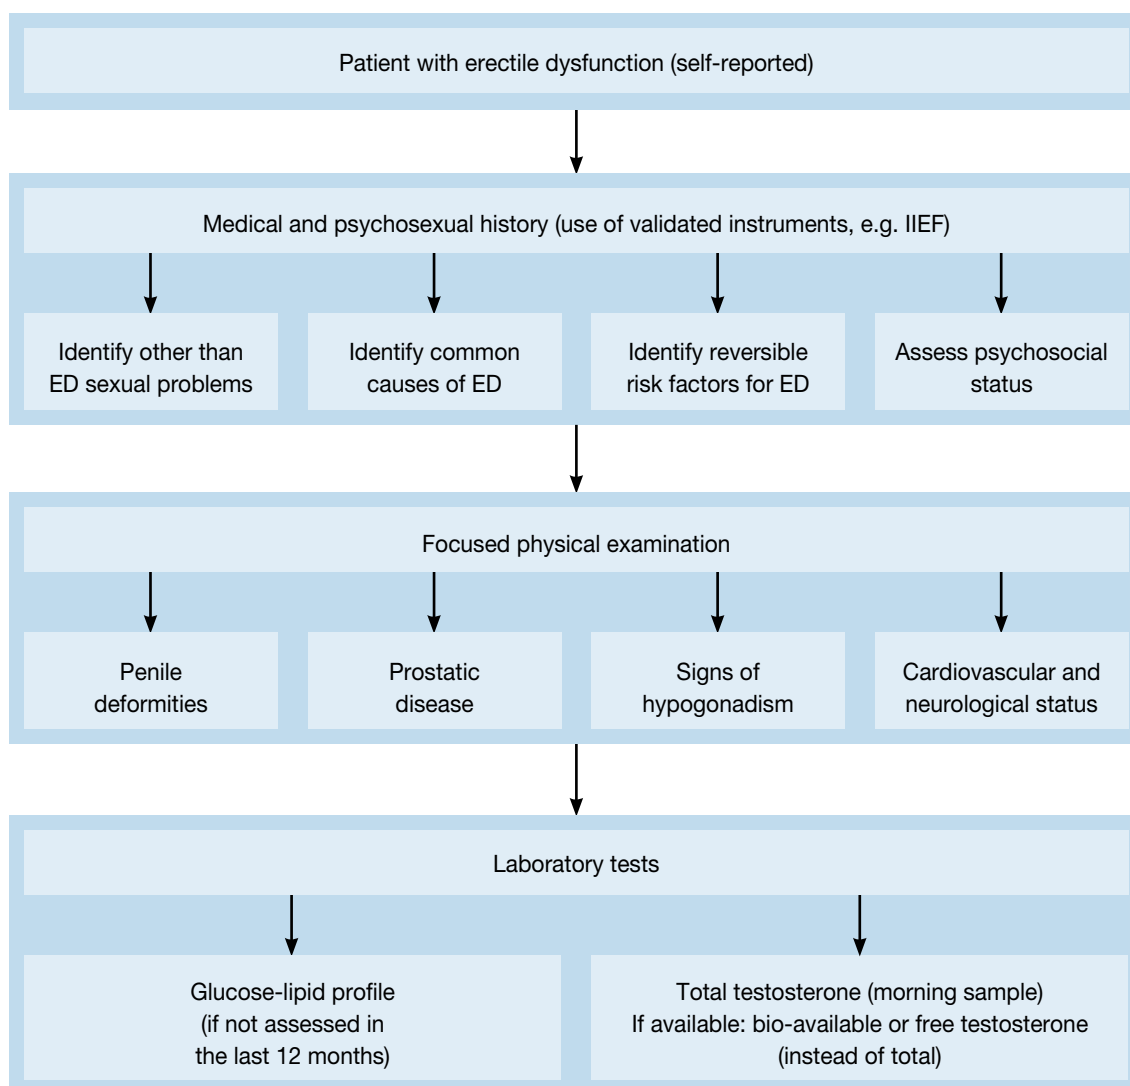 Patient with erectile dysfunction (self-reported)
Medical and psychosexual history (use of validated instruments, e.g. IIEF)
Identify other than
ED sexual problems
Identify common
causes of ED
Identify reversible
risk factors for ED
Assess psychosocial
status
Focused physical examination
Penile
deformities
Prostatic
disease
Signs of
hypogonadism
Cardiovascular and
neurological status
Laboratory tests
Glucose-lipid profile
(if not assessed in
the last 12 months)
Total testosterone (morning sample)
If available: bio-available or free testosterone
(instead of total)